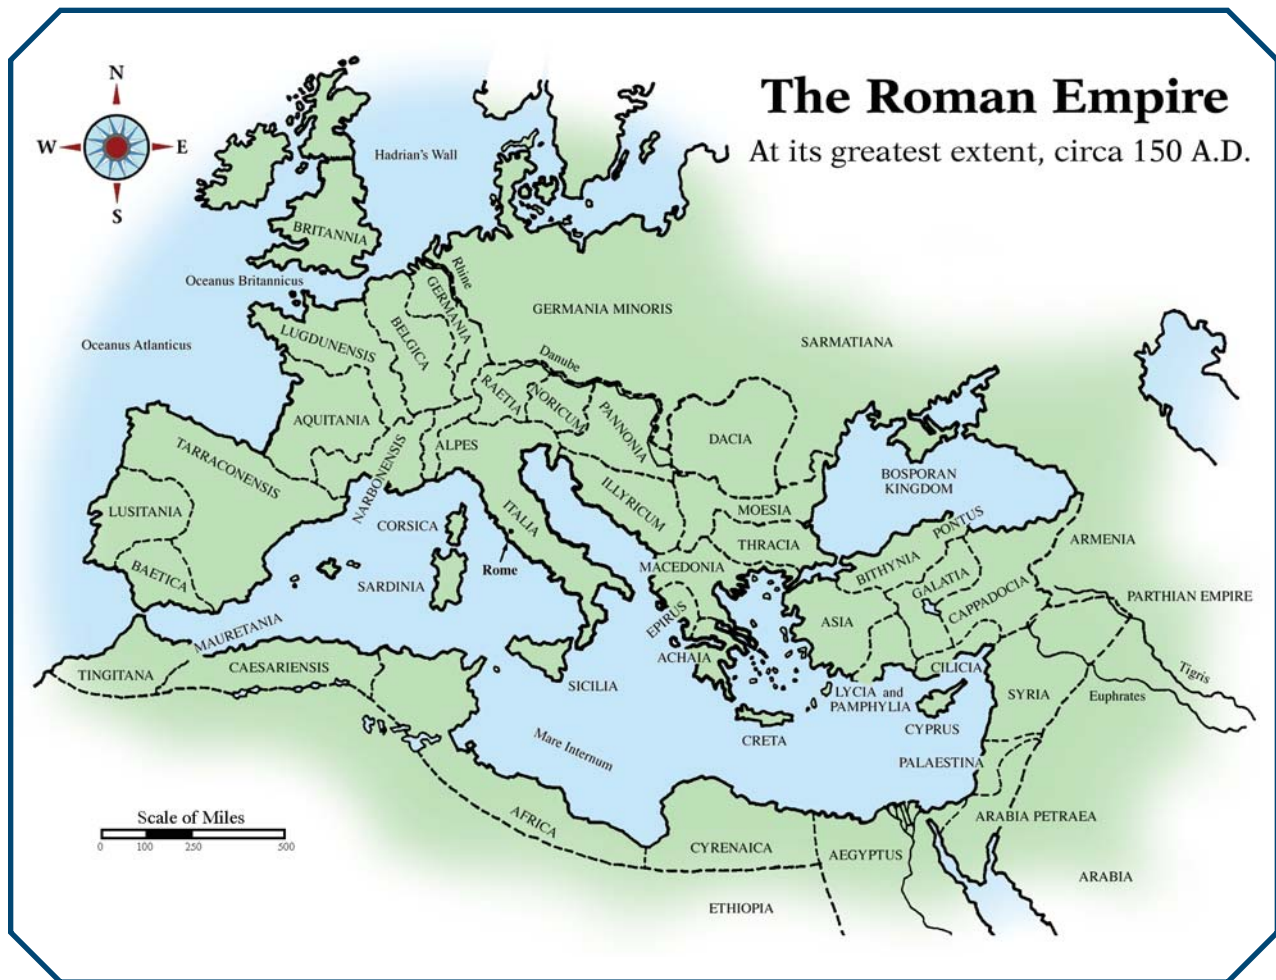 The Roman Empire
At its greatest extent, circa 150 A.D.
N
W
E
S
Hadrian's Wall
BRITANNIA
Oceanus Britannicus
Oceanus Atlanticus
Rhine
GERMANIA
GERMANIA MINORIS
BELGICA
LUGDUNENSIS
SARMATIANA
Danube
RAETIA
NORICUM
PANNONIA
AQUITANIA
ALPES
DACIA
TARRACONENSIS
NARBONENSIS
BOSPORAN
KINGDOM
ILLYRICUM
LUSITANIA
CORSICA
ITALIA
MOESIA
PONTUS
THRACIA
ARMENIA
BAETICA
SARDINIA
Rome
MACEDONIA
BITHYNIA
GALATIA
CAPPADOCIA
PARTHIAN EMPIRE
EPIRUS
ASIA
MAURETANIA
TINGITANA
CAESARIENSIS
ACHAIA
CILICIA
Tigris
SICILIA
LYCIA and
PAMPHYLIA
SYRIA
Euphrates
CYPRUS
CRETA
Mare Internum
PALAESTINA
Scale of Miles
0 100 250 500
AFRICA
ARABIA PETRAEA
CYRENAICA
AEGYPTUS
ARABIA
ETHIOPIA